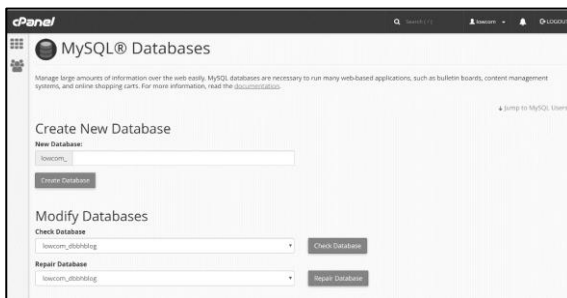 cPanel
Search ( / )
lowcom
LOGOUT
MySQL® Databases
Manage large amounts of information over the web easily. MySQL databases are necessary to run many web-based applications, such as bulletin boards, content management
systems, and online shopping carts. For more information, read the documentation.
Jump to MySQL Users
Create New Database
New Database:
lowcom_
Create Database
Modify Databases
Check Database
lowcom_dbbhblog
Check Database
Repair Database
lowcom_dbbhblog
Repair Database